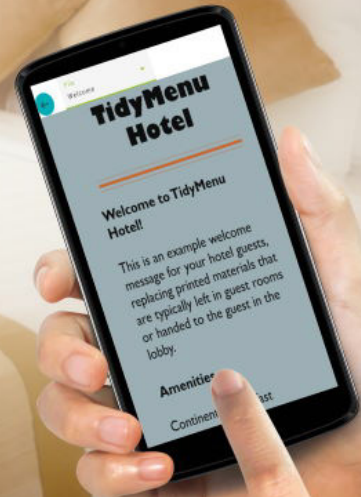 File
Welcome
TidyMenu
Hotel
Welcome to TidyMenu
Hotel!
This is an example welcome
message for your hotel guests,
replacing printed materials that
are typically left in guest rooms
or handed to the guest in the
lobby.
Amenities